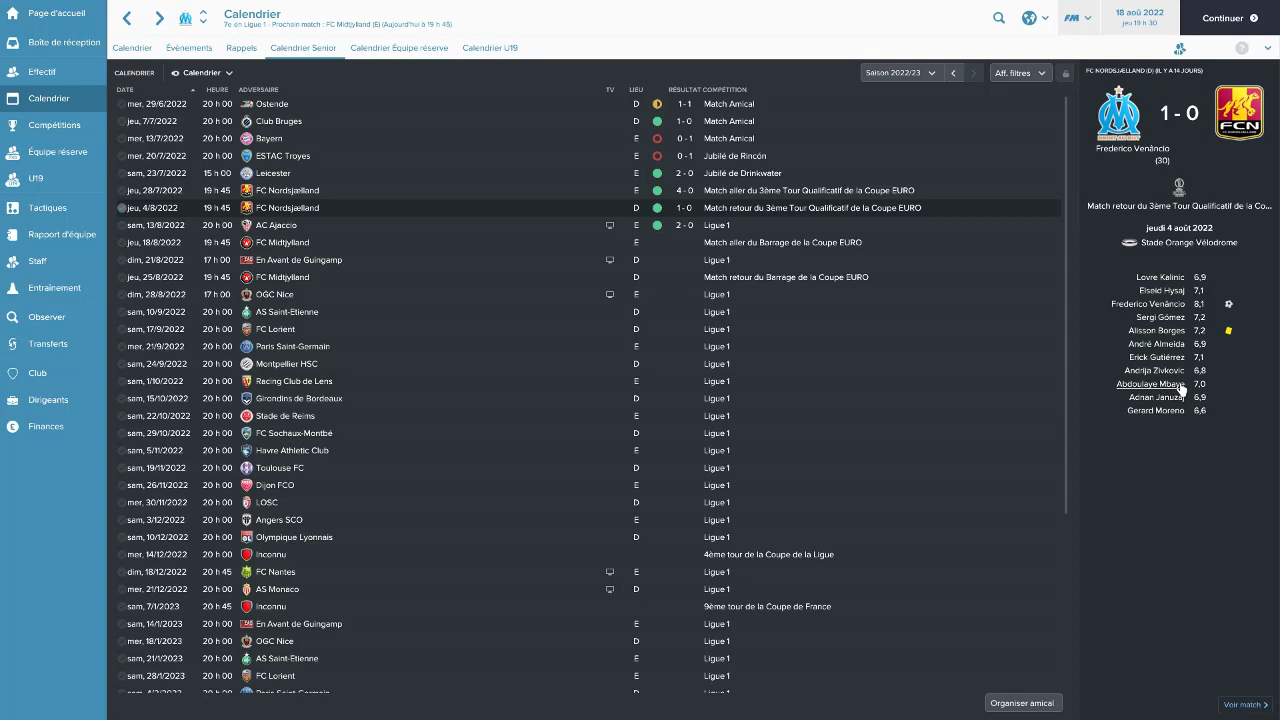 Page d'accueil
Boîte de réception
Effectif
Calendrier
Compétitions
Équipe réserve
U19
Tactiques
Rapport d'équipe
Staff
Entraînement
Observer
Transferts
Club
Dirigeants
Finances
Calendrier
7e en Ligue 1 - Prochain match : FC Midtjylland (E) (Aujourd'hui à 19 h 45)
FM
18 aoû 2022
jeu 19 h 30
Continuer
Calendrier Évènements Rappels Calendrier Senior Calendrier Équipe réserve Calendrier U19
CALENDRIER Calendrier Saison 2022/23 Aff. filtres
DATE HEURE ADVERSAIRE TV LIEU RÉSULTAT COMPÉTITION
mer, 29/6/2022 20 h 00 Ostende D 1-1 Match Amical
jeu, 7/7/2022 20 h 00 Club Bruges D 1-0 Match Amical
mer, 13/7/2022 20 h 00 Bayern E 0-1 Match Amical
mer, 20/7/2022 20 h 00 ESTAC Troyes E 0-1 Jubilé de Rincón
sam, 23/7/2022 15 h 00 Leicester E 2-0 Jubilé de Drinkwater
jeu, 28/7/2022 19 h 45 FC Nordsjælland E 4-0 Match aller du 3ème Tour Qualificatif de la Coupe EURO
jeu, 4/8/2022 19 h 45 FC Nordsjælland D 1-0 Match retour du 3ème Tour Qualificatif de la Coupe EURO
sam, 13/8/2022 20 h 00 AC Ajaccio E 2-0 Ligue 1
jeu, 18/8/2022 19 h 45 FC Midtjylland E Match aller du Barrage de la Coupe EURO
dim, 21/8/2022 17 h 00 En Avant de Guingamp D Ligue 1
jeu, 25/8/2022 19 h 45 FC Midtjylland D Match retour du Barrage de la Coupe EURO
dim, 28/8/2022 17 h 00 OGC Nice E Ligue 1
sam, 10/9/2022 20 h 00 AS Saint-Etienne D Ligue 1
sam, 17/9/2022 20 h 00 FC Lorient D Ligue 1
mer, 21/9/2022 20 h 00 Paris Saint-Germain E Ligue 1
sam, 24/9/2022 20 h 00 Montpellier HSC D Ligue 1
sam, 1/10/2022 20 h 00 Racing Club de Lens E Ligue 1
sam, 15/10/2022 20 h 00 Girondins de Bordeaux D Ligue 1
sam, 22/10/2022 20 h 00 Stade de Reims E Ligue 1
sam, 29/10/2022 20 h 00 FC Sochaux-Montbé D Ligue 1
sam, 5/11/2022 20 h 00 Havre Athletic Club E Ligue 1
sam, 19/11/2022 20 h 00 Toulouse FC D Ligue 1
sam, 26/11/2022 20 h 00 Dijon FCO E Ligue 1
mer, 30/11/2022 20 h 00 LOSC D Ligue 1
sam, 3/12/2022 20 h 00 Angers SCO E Ligue 1
sam, 10/12/2022 20 h 00 Olympique Lyonnais D Ligue 1
mer, 14/12/2022 20 h 00 Inconnu 4ème tour de la Coupe de la Ligue
dim, 18/12/2022 20 h 45 FC Nantes E Ligue 1
mer, 21/12/2022 20 h 00 AS Monaco D Ligue 1
sam, 7/1/2023 20 h 45 Inconnu 9ème tour de la Coupe de France
sam, 14/1/2023 20 h 00 En Avant de Guingamp E Ligue 1
mer, 18/1/2023 20 h 00 OGC Nice D Ligue 1
sam, 21/1/2023 20 h 00 AS Saint-Etienne E Ligue 1
sam, 28/1/2023 20 h 00 FC Lorient E Ligue 1
Organiser amical
FC NORDSJÆLLAND (D) (IL Y A 14 JOURS)
1 - 0
FCN
Frederico Venâncio
(30)
Match retour du 3ème Tour Qualificatif de la Co...
jeudi 4 août 2022
Stade Orange Vélodrome
Lovre Kalinic 6,9
Elseid Hysaj 7,1
Frederico Venâncio 8,1
Sergi Gómez 7,2
Alisson Borges 7,2
André Almeida 6,9
Erick Gutiérrez 7,1
Andrija Zivkovic 6,8
Abdoulaye Mbaye 7,0
Adnan Januzaj 6,9
Gerard Moreno 6,6
Voir match